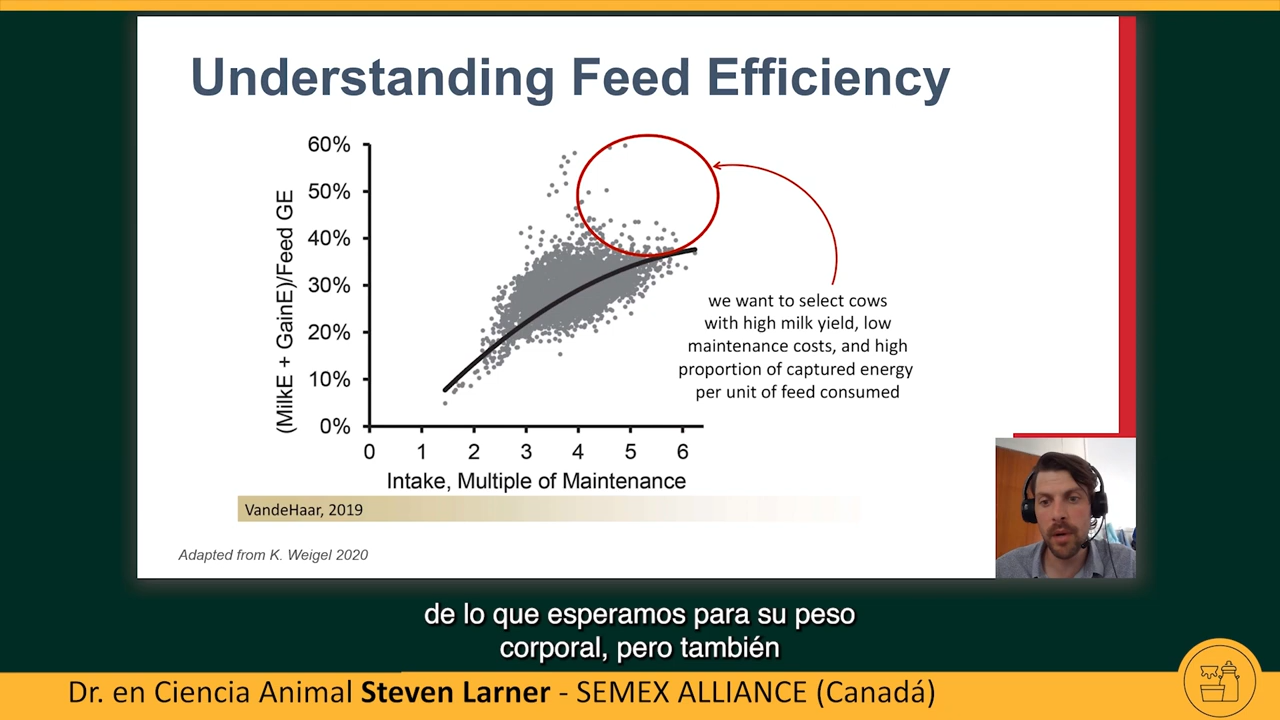 Understanding Feed Efficiency
(MilkE + GainE)/Feed GE
60%
50%
40%
30%
20%
10%
0%
0 1 2 3 4 5 6
Intake, Multiple of Maintenance
we want to select cows
with high milk yield, low
maintenance costs, and high
proportion of captured energy
per unit of feed consumed
VandeHaar, 2019
Adapted from K. Weigel 2020
de lo que esperamos para su peso
corporal, pero también
Dr. en Ciencia Animal Steven Larner - SEMEX ALLIANCE (Canadá)